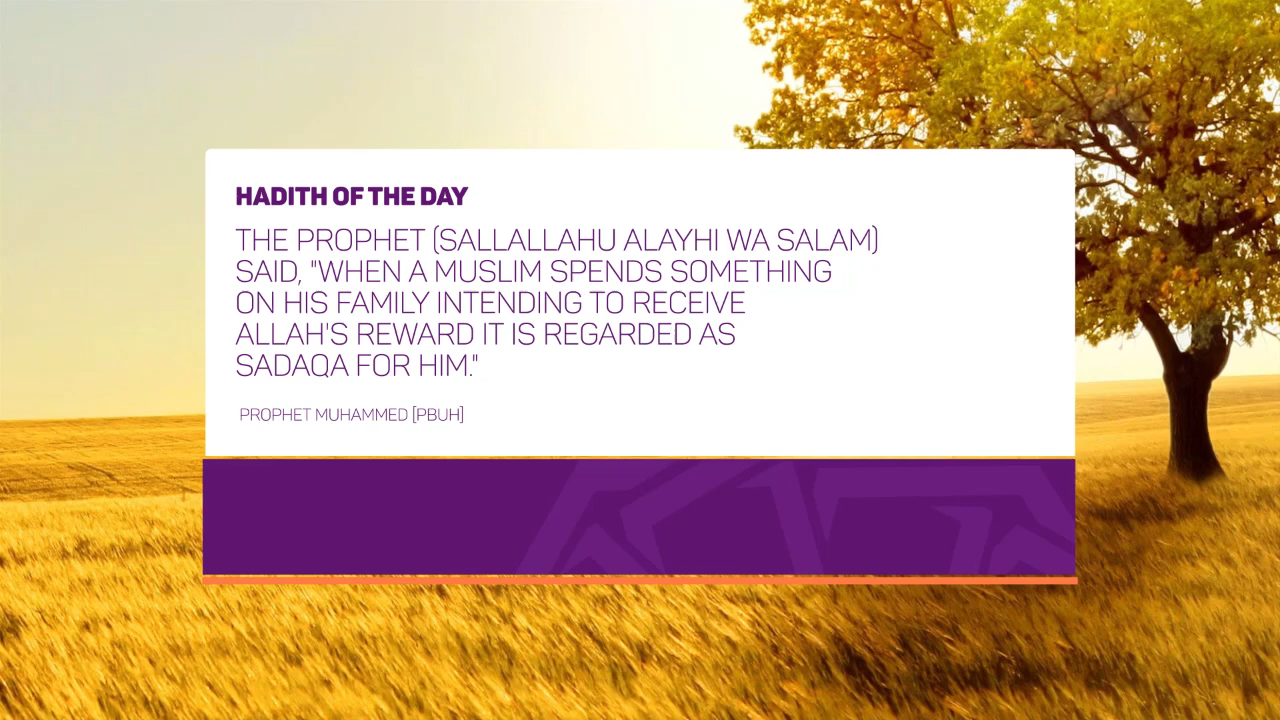 HADITH OF THE DAY
THE PROPHET (SALLALLAHU ALAYHI WA SALAM)
SAID, "WHEN A MUSLIM SPENDS SOMETHING
ON HIS FAMILY INTENDING TO RECEIVE
ALLAH'S REWARD IT IS REGARDED AS
SADAQA FOR HIM."
PROPHET MUHAMMED [PBUH]